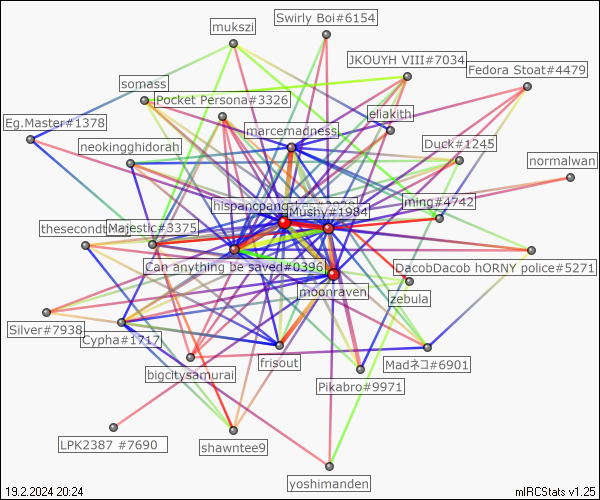 Swirly Boi#6154
mukszi
JKOUYH VIII#7034
Fedora Stoat#4479
somass
Pocket Persona#3326
eliakith
Eg.Master#1378
marcemadness
neokingghidorah
Duck#1245
normalwan
hispancpan
Mushy#1984
ming#4742
thesecondt
Majestic#3375
Can anything be saved#0396
DacobDacob hORNY police#5271
moonraven
zebula
Silver#7938
Cypha#1717
frisout
Madネコ#6901
bigcitysamurai
Pikabro#9971
LPK2387 #7690
shawntee9
yoshimanden
19.2.2024 20:24
mIRCStats v1.25